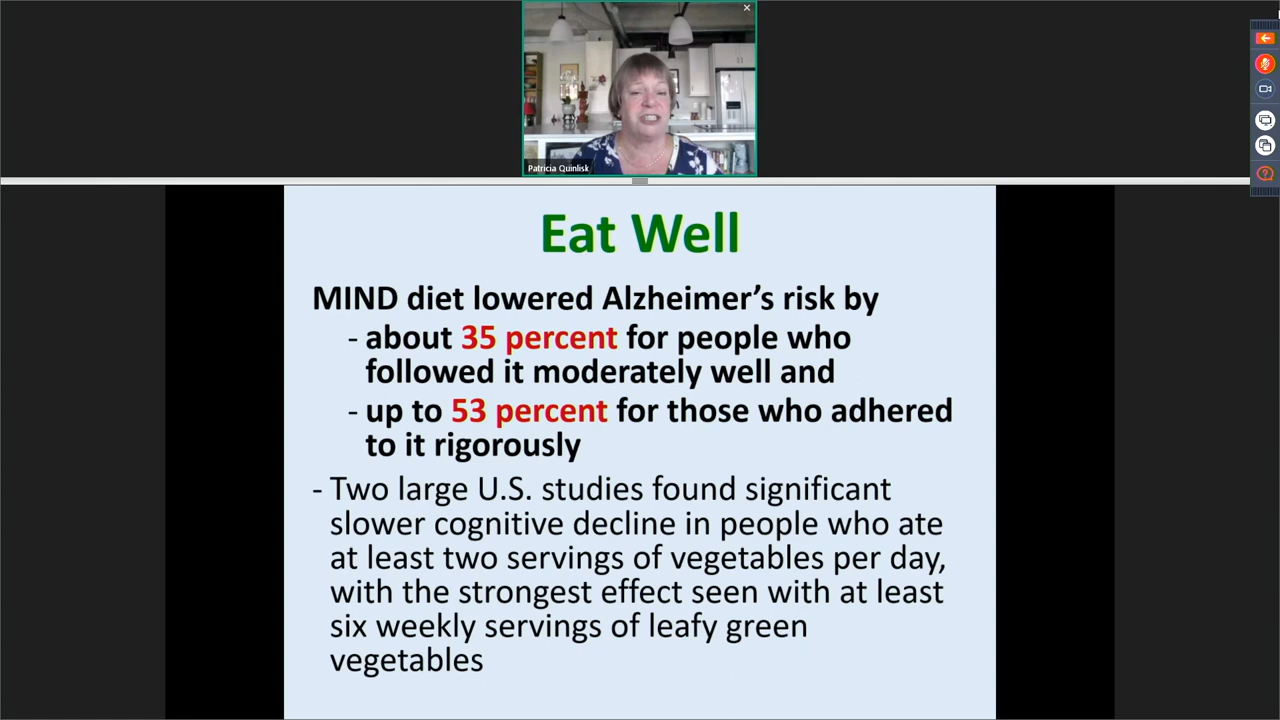 Patricia Quinlisk
Eat Well
MIND diet lowered Alzheimer’s risk by
- about 35 percent for people who
followed it moderately well and
- up to 53 percent for those who adhered
to it rigorously
- Two large U.S. studies found significant
slower cognitive decline in people who ate
at least two servings of vegetables per day,
with the strongest effect seen with at least
six weekly servings of leafy green
vegetables